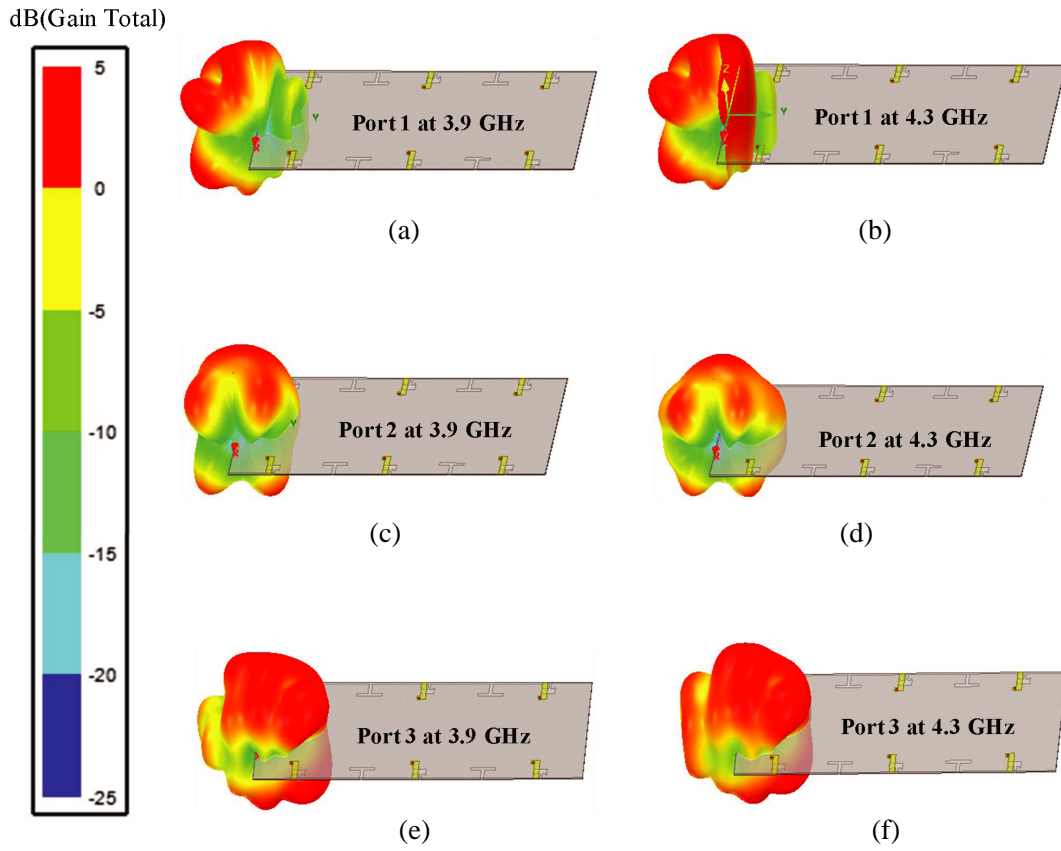 dB(Gain Total)
5
0
-5
-10
-15
-20
-25
Port 1 at 3.9 GHz
Y
X
(a)
Port 1 at 4.3 GHz
Z
Y
(b)
Port 2 at 3.9 GHz
Y
X
(c)
Port 2 at 4.3 GHz
X
(d)
Port 3 at 3.9 GHz
(e)
Port 3 at 4.3 GHz
(f)